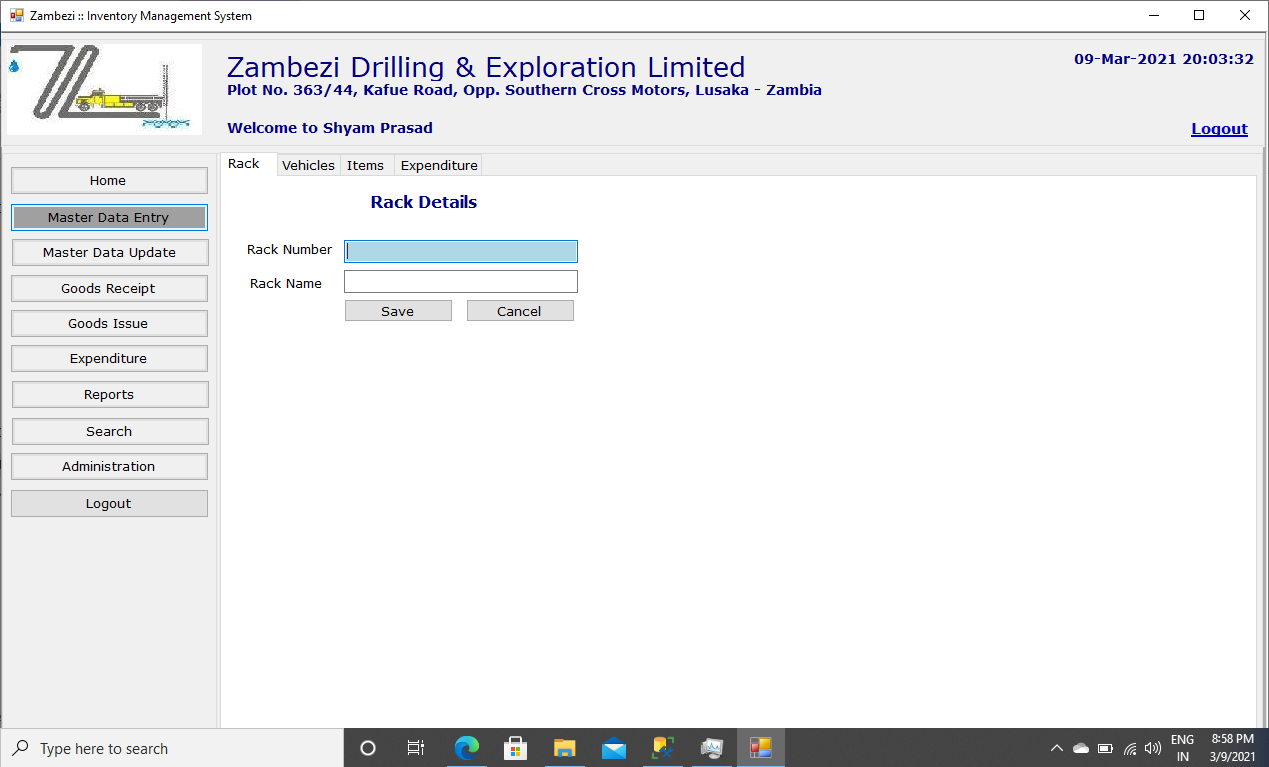 Zambezi :: Inventory Management System
Zambezi Drilling & Exploration Limited
09-Mar-2021 20:03:32
Plot No. 363/44, Kafue Road, Opp. Southern Cross Motors, Lusaka - Zambia
Welcome to Shyam Prasad
Logout
Home
Master Data Entry
Master Data Update
Goods Receipt
Goods Issue
Expenditure
Reports
Search
Administration
Logout
Rack Vehicles Items Expenditure
Rack Details
Rack Number
Rack Name
Save Cancel
Type here to search
ENG
IN
8:58 PM
3/9/2021